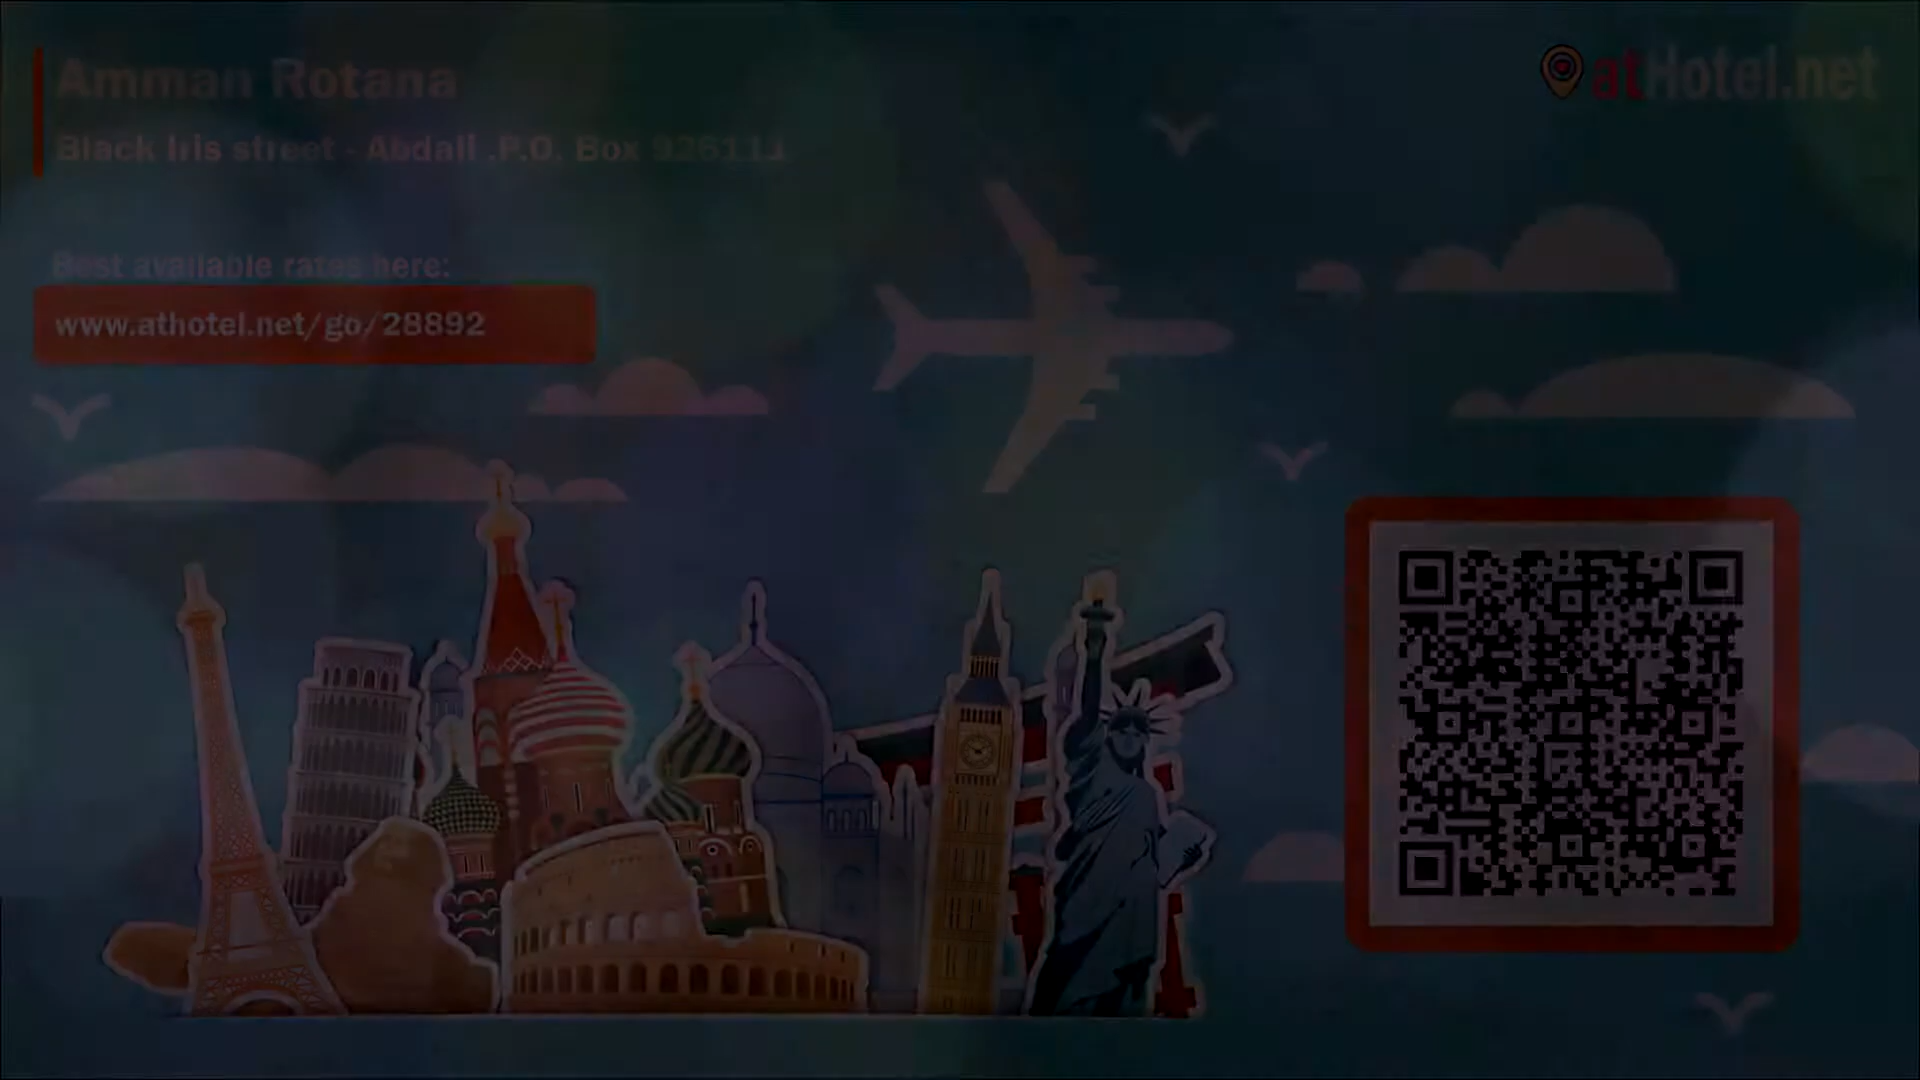 Amman Rotana
atHotel.net
Black Iris street - Abdali .P.O. Box 926111
Best available rates here:
www.athotel.net/go/28892